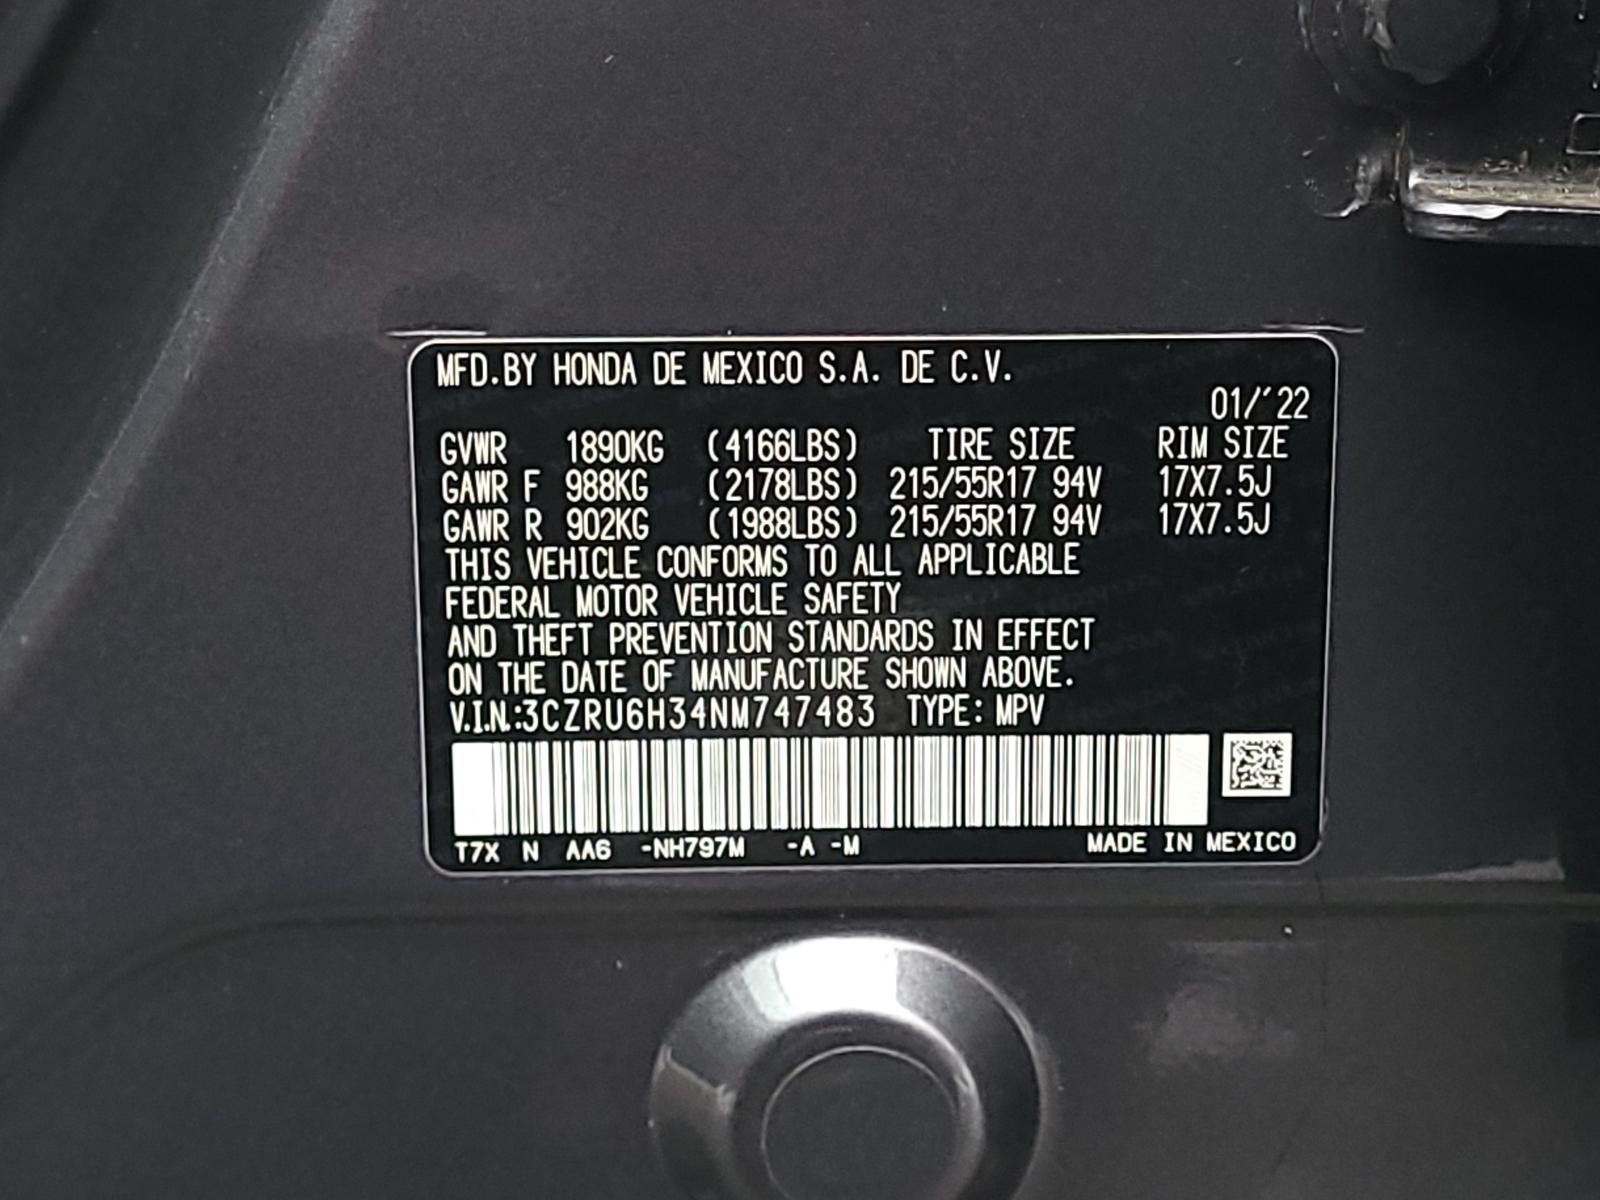 MFD.BY HONDA DE MEXICO S.A. DE C.V.
01/'22
GVWR 1890KG (4166LBS) TIRE SIZE RIM SIZE
GAWR F 988KG (2178LBS) 215/55R17 94V 17X7.5J
GAWR R 902KG (1988LBS) 215/55R17 94V 17X7.5J
THIS VEHICLE CONFORMS TO ALL APPLICABLE
FEDERAL MOTOR VEHICLE SAFETY
AND THEFT PREVENTION STANDARDS IN EFFECT
ON THE DATE OF MANUFACTURE SHOWN ABOVE.
V.I.N.:3CZRU6H34NM747483 TYPE: MPV
T7X N AA6 -NH797M -A -M MADE IN MEXICO